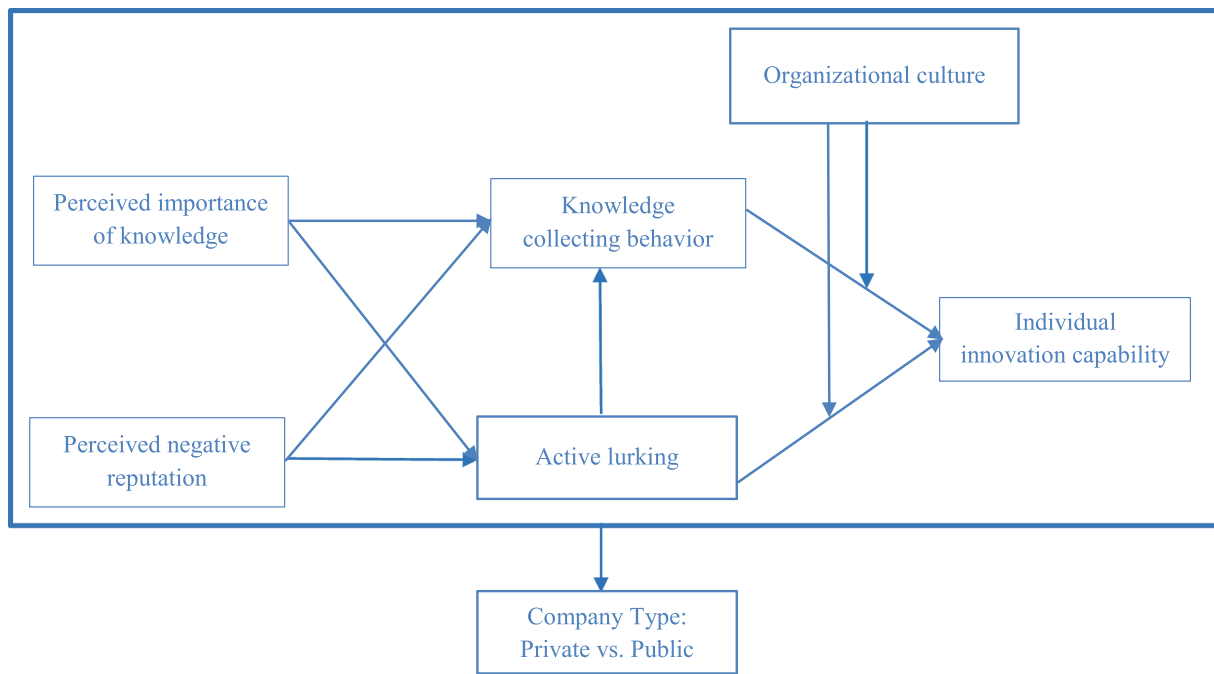 Organizational culture
Perceived importance
of knowledge
Knowledge
collecting behavior
Individual
innovation capability
Perceived negative
reputation
Active lurking
Company Type:
Private vs. Public